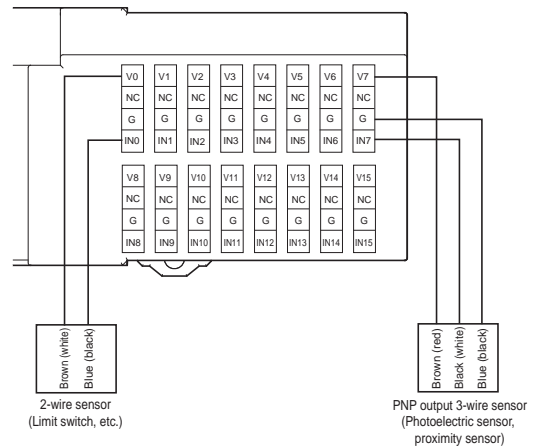 V0 V1 V2 V3 V4 V5 V6 V7
NC NC NC NC NC NC NC NC
G G G G G G G G
IN0 IN1 IN2 IN3 IN4 IN5 IN6 IN7
V8 V9 V10 V11 V12 V13 V14 V15
NC NC NC NC NC NC NC NC
G G G G G G G G
IN8 IN9 IN10 IN11 IN12 IN13 IN14 IN15
Brown (white)
Blue (black)
2-wire sensor
(Limit switch, etc.)
Brown (red)
Black (white)
Blue (black)
PNP output 3-wire sensor
(Photoelectric sensor,
proximity sensor)